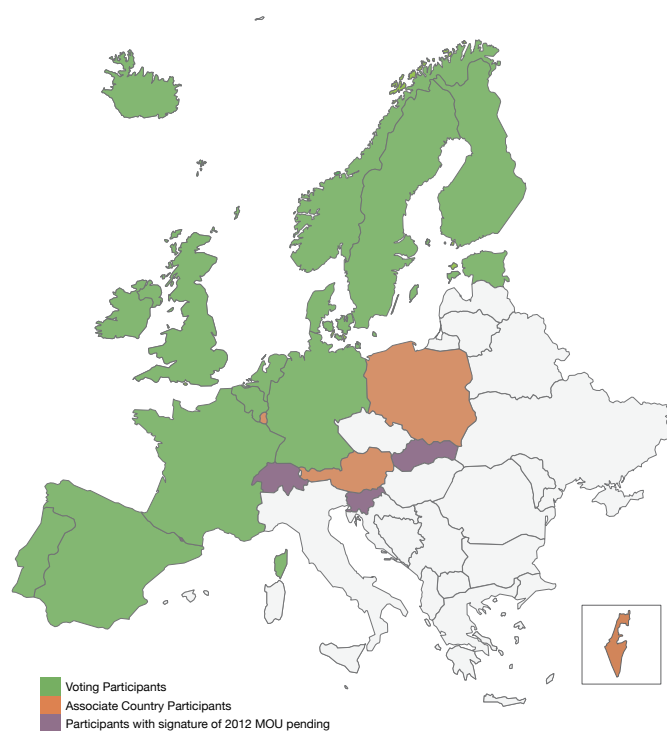 Voting Participants
Associate Country Participants
Participants with signature of 2012 MOU pending